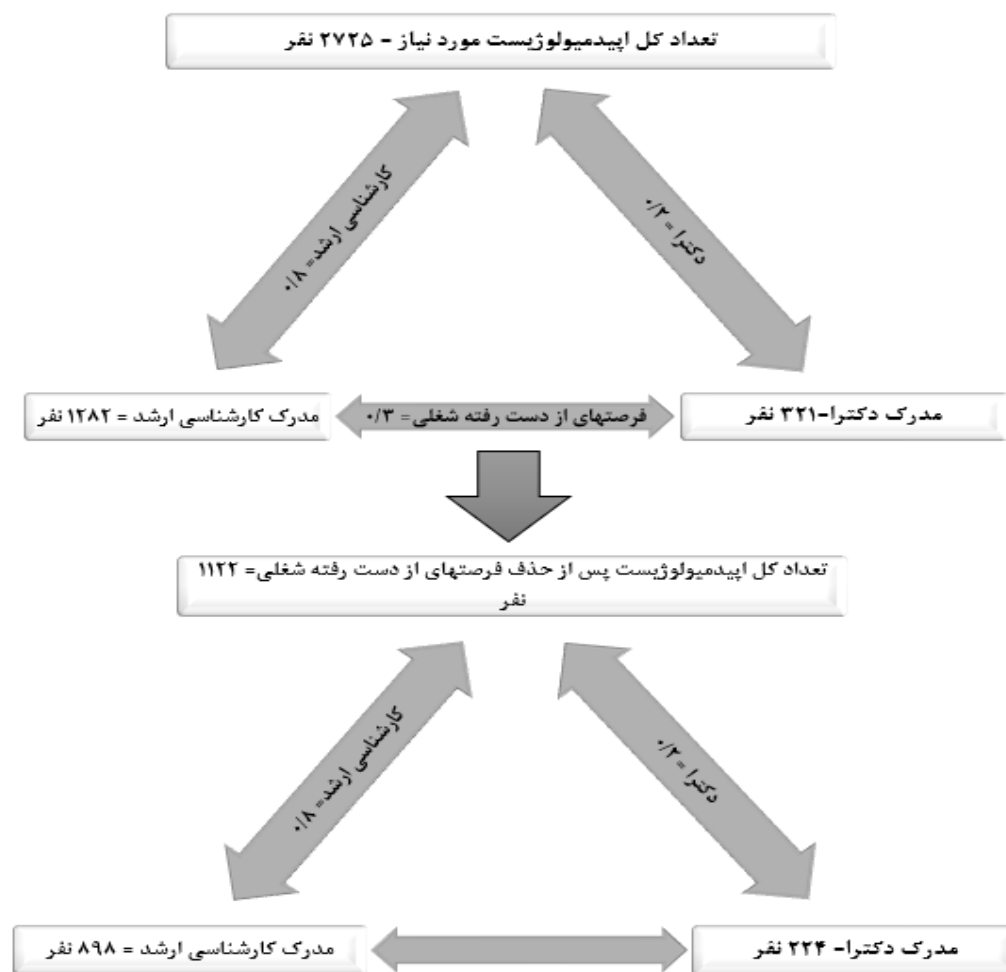 تعداد کل اپیدمیولوژیست مورد نیاز - ۲۷۲۵ نفر
کارشناسی ارشد= ۰/۸
دکترا = ۰/۲
مدرک دکترا-۳۲۱ نفر
فرصتهای از دست رفته شغلی= ۰/۳
مدرک کارشناسی ارشد = ۱۲۸۲ نفر
تعداد کل اپیدمیولوژیست پس از حذف فرصتهای از دست رفته شغلی= ۱۱۲۲
نفر
کارشناسی ارشد= ۰/۸
دکترا = ۰/۲
مدرک دکترا- ۲۲۴ نفر
مدرک کارشناسی ارشد = ۸۹۸ نفر